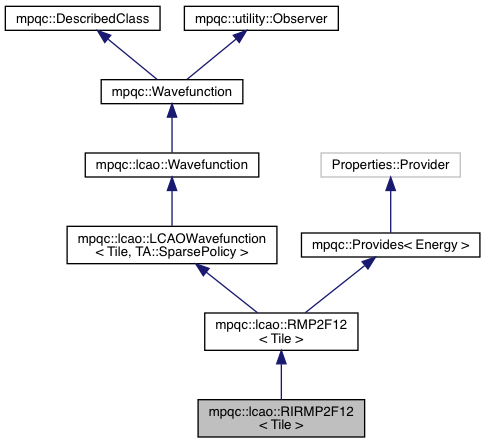 mpqc::DescribedClass
mpqc::utility::Observer
mpqc::Wavefunction
mpqc::lcao::Wavefunction
Properties::Provider
mpqc::lcao::LCAOWavefunction
< Tile, TA::SparsePolicy >
mpqc::Provides< Energy >
mpqc::lcao::RMP2F12
< Tile >
mpqc::lcao::RIRMP2F12
< Tile >